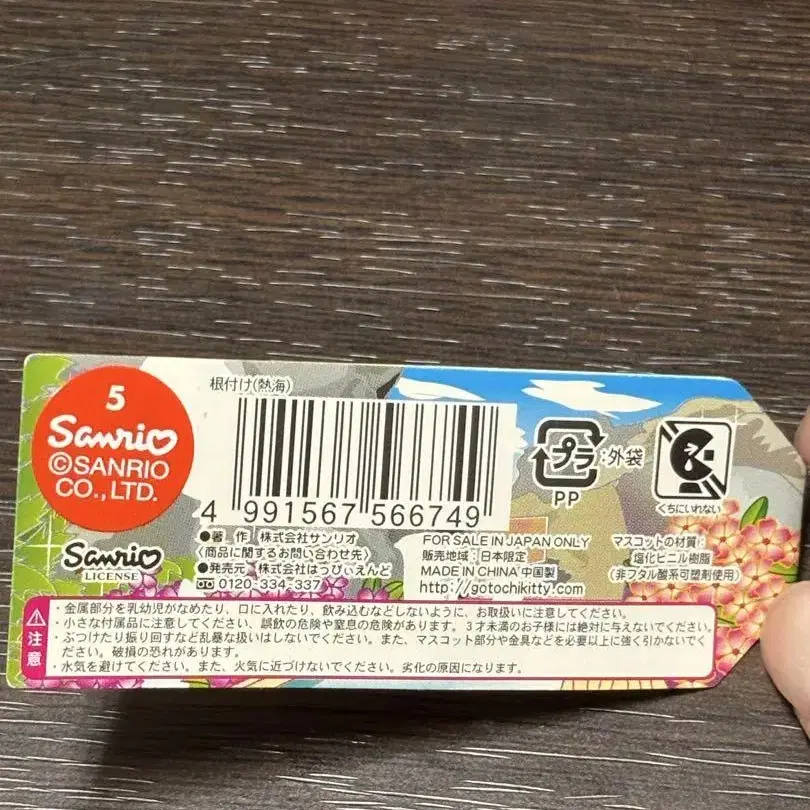 5
Sanrio
©SANRIO
CO.,LTD.
Sanrio
LICENSE
根付け(熱海)
4 991567 566749
●著 作 株式会社サンリオ
〈商品に関するお問い合わせ先〉
●発売元 株式会社はっぴぃえんど
0120-334-337
プラ:外袋
PP
くちにいれない
FOR SALE IN JAPAN ONLY
販売地域:日本限定
MADE IN CHINA 中国製
http://gotochikitty.com
マスコットの材質:
塩化ビニル樹脂
(非フタル酸系可塑剤使用)
注意
・金属部分を乳幼児がなめたり、口に入れたり、飲み込むなどしないように、お取扱いに注意してください。
・小さな付属品に注意してください、誤飲の危険や窒息の危険があります。3才未満のお子様には絶対に与えないでください。
・ぶつけたり振り回すなど乱暴な扱いはしないでください。また、マスコット部分や金具などを必要以上に強く引かないでく
ださい。破損の恐れがあります。
・水気を避けてください。また、火気に近づけないでください。劣化の原因になります。